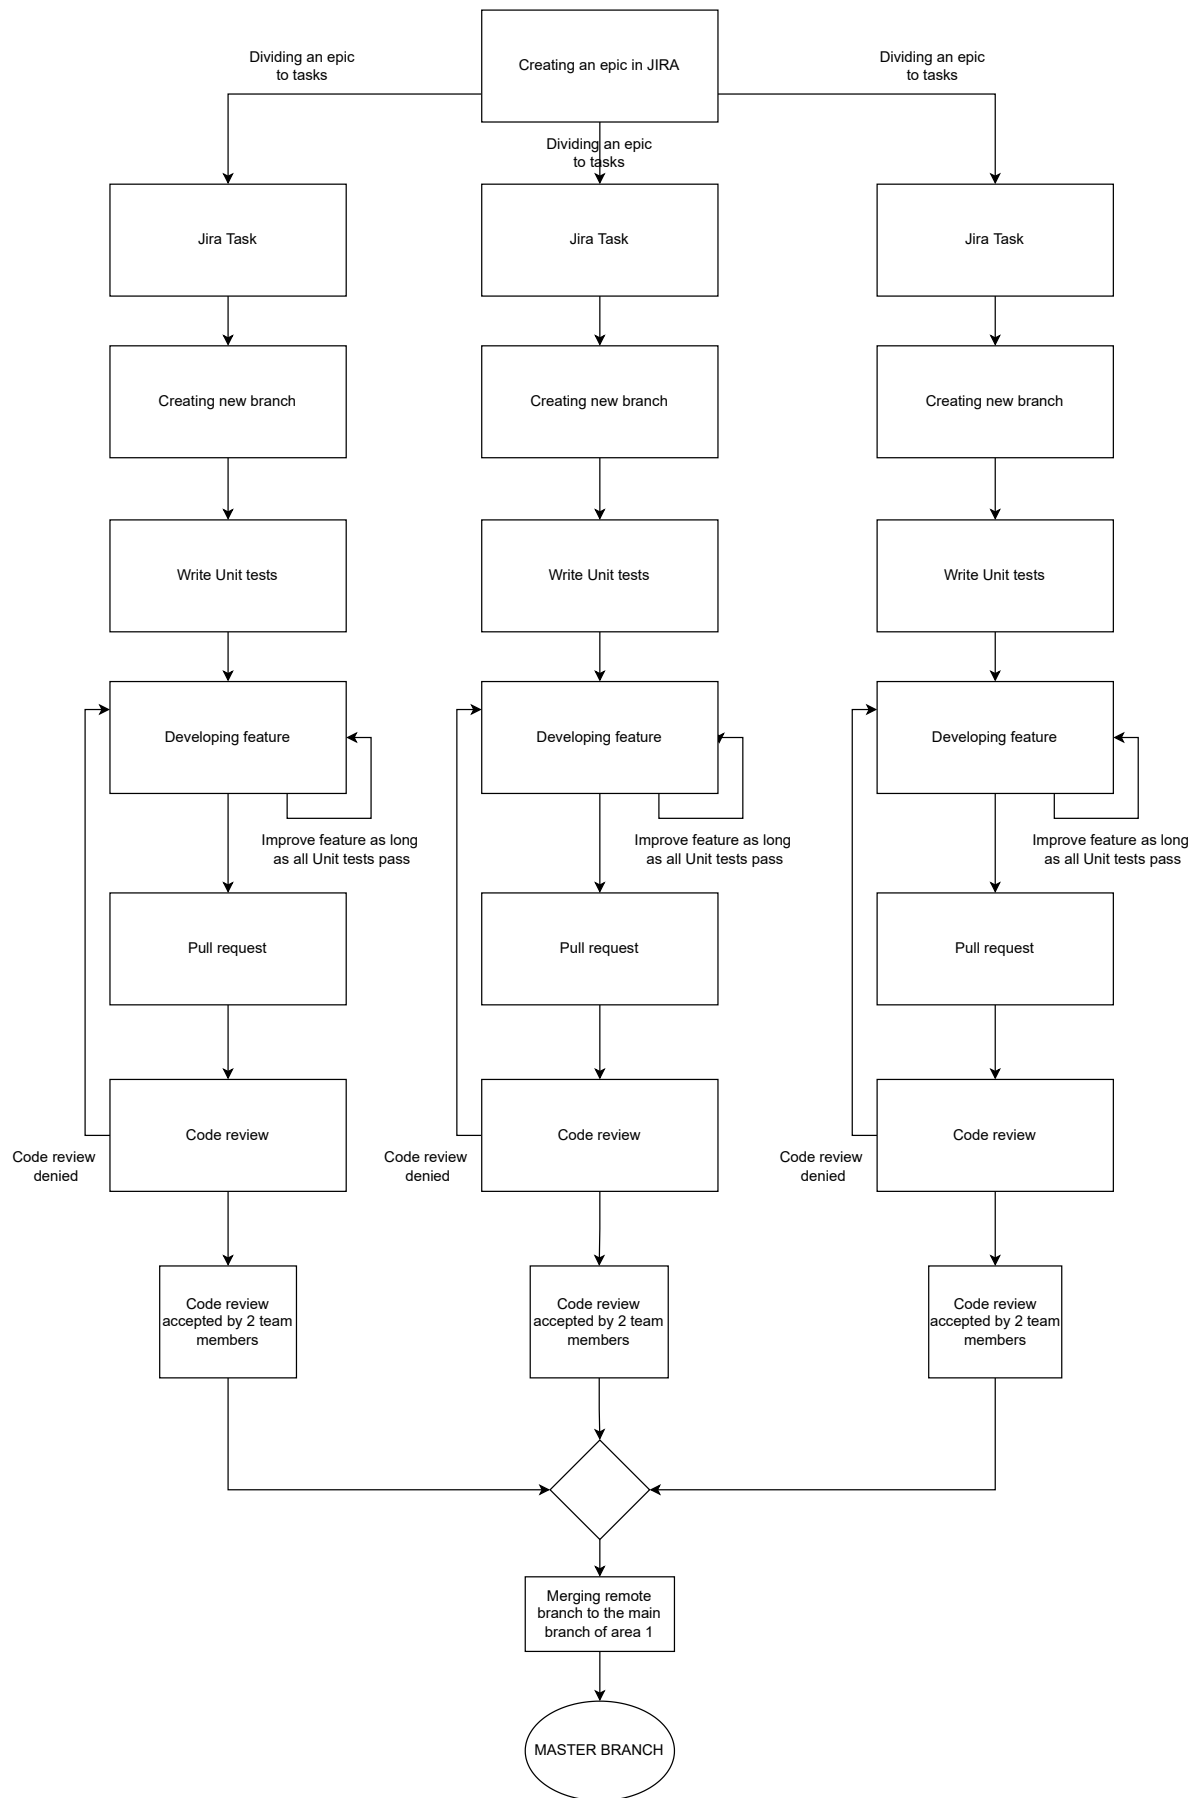 Creating an epic in JIRA
Dividing an epic
to tasks
Dividing an epic
to tasks
Dividing an epic
to tasks
Jira Task
Jira Task
Jira Task
Creating new branch
Creating new branch
Creating new branch
Write Unit tests
Write Unit tests
Write Unit tests
Developing feature
Developing feature
Developing feature
Improve feature as long
as all Unit tests pass
Improve feature as long
as all Unit tests pass
Improve feature as long
as all Unit tests pass
Pull request
Pull request
Pull request
Code review
Code review
Code review
Code review
denied
Code review
denied
Code review
denied
Code review
accepted by 2 team
members
Code review
accepted by 2 team
members
Code review
accepted by 2 team
members
Merging remote
branch to the main
branch of area 1
MASTER BRANCH